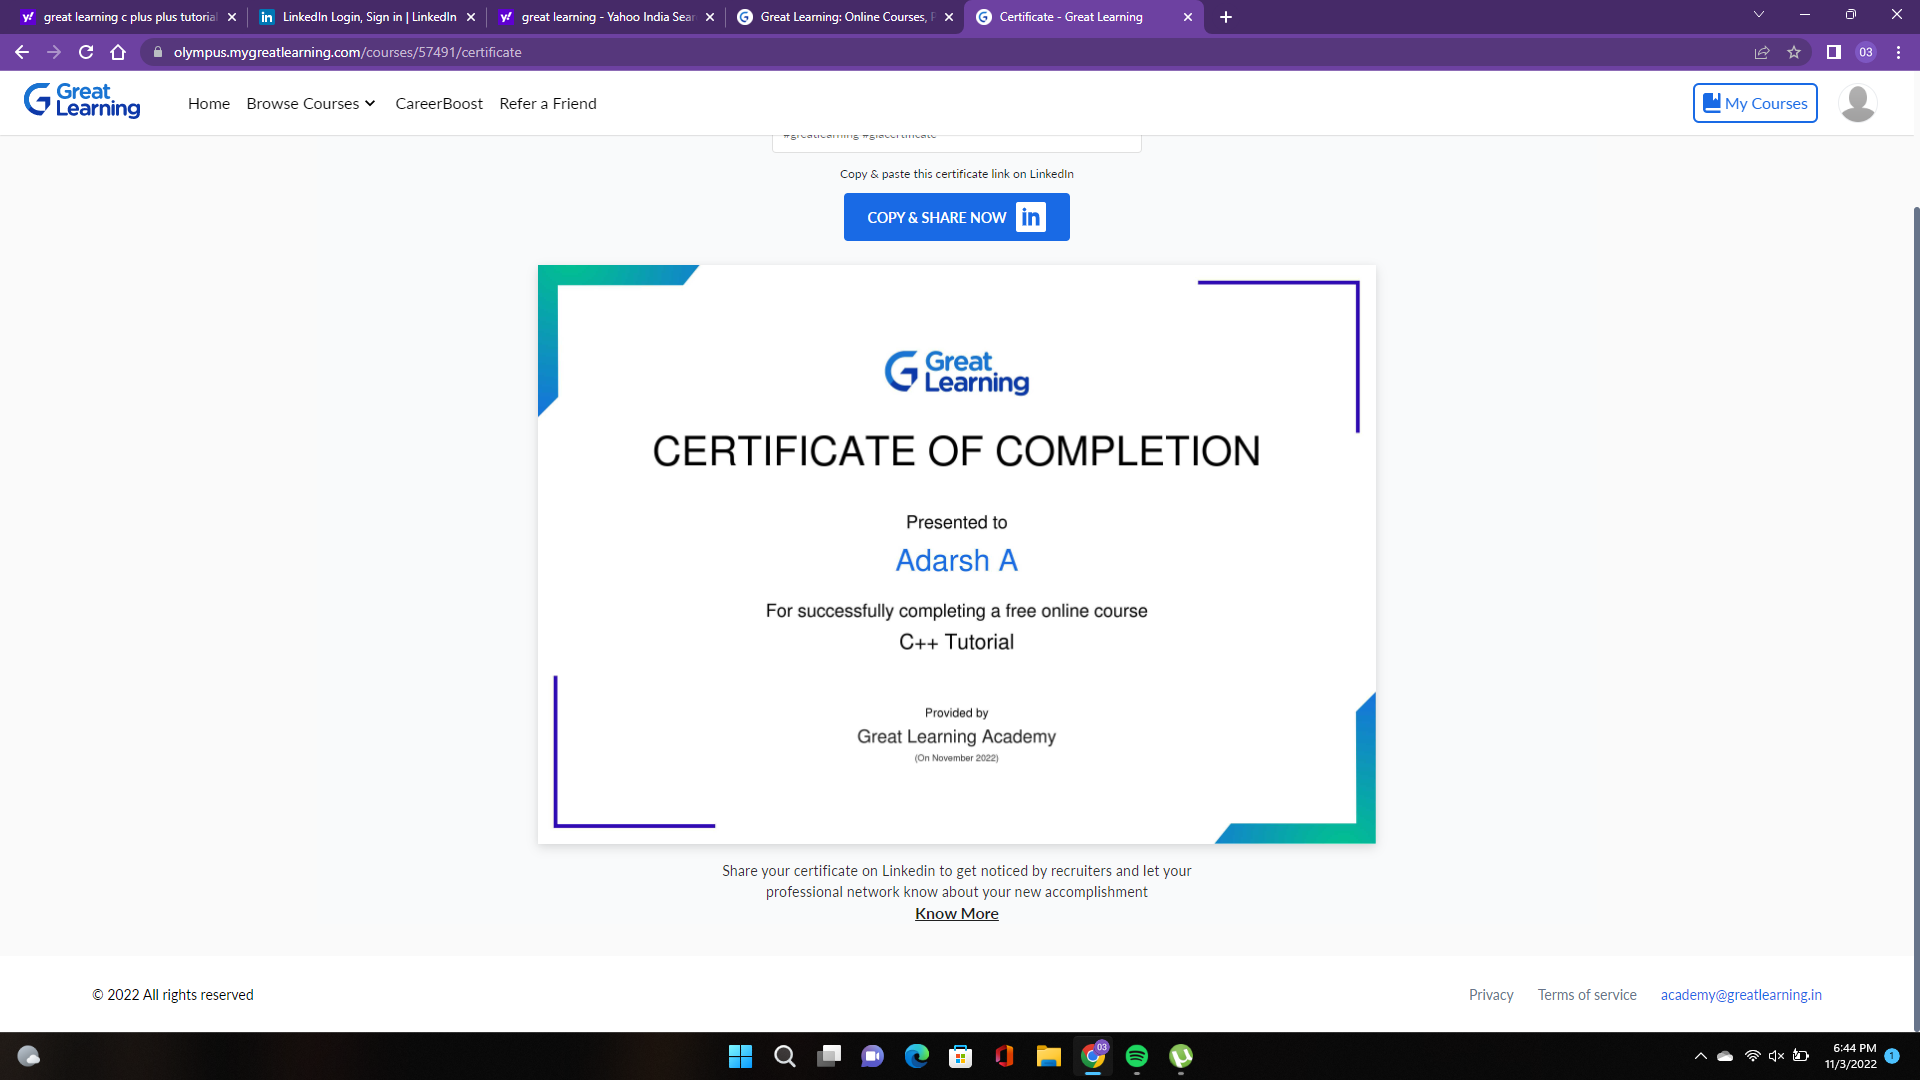 great learning c plus plus tutorial
LinkedIn Login, Sign in | LinkedIn
great learning - Yahoo India Sear
Great Learning: Online Courses, F
Certificate - Great Learning
olympus.mygreatlearning.com/courses/57491/certificate
03
Great
Learning
Home
Browse Courses
CareerBoost
Refer a Friend
My Courses
#greatlearning #glacertificate
Copy & paste this certificate link on LinkedIn
COPY & SHARE NOW in
Great
Learning
CERTIFICATE OF COMPLETION
Presented to
Adarsh A
For successfully completing a free online course
C++ Tutorial
Provided by
Great Learning Academy
(On November 2022)
Share your certificate on Linkedin to get noticed by recruiters and let your
professional network know about your new accomplishment
Know More
© 2022 All rights reserved
Privacy
Terms of service
academy@greatlearning.in
03
6:44 PM
11/3/2022
1